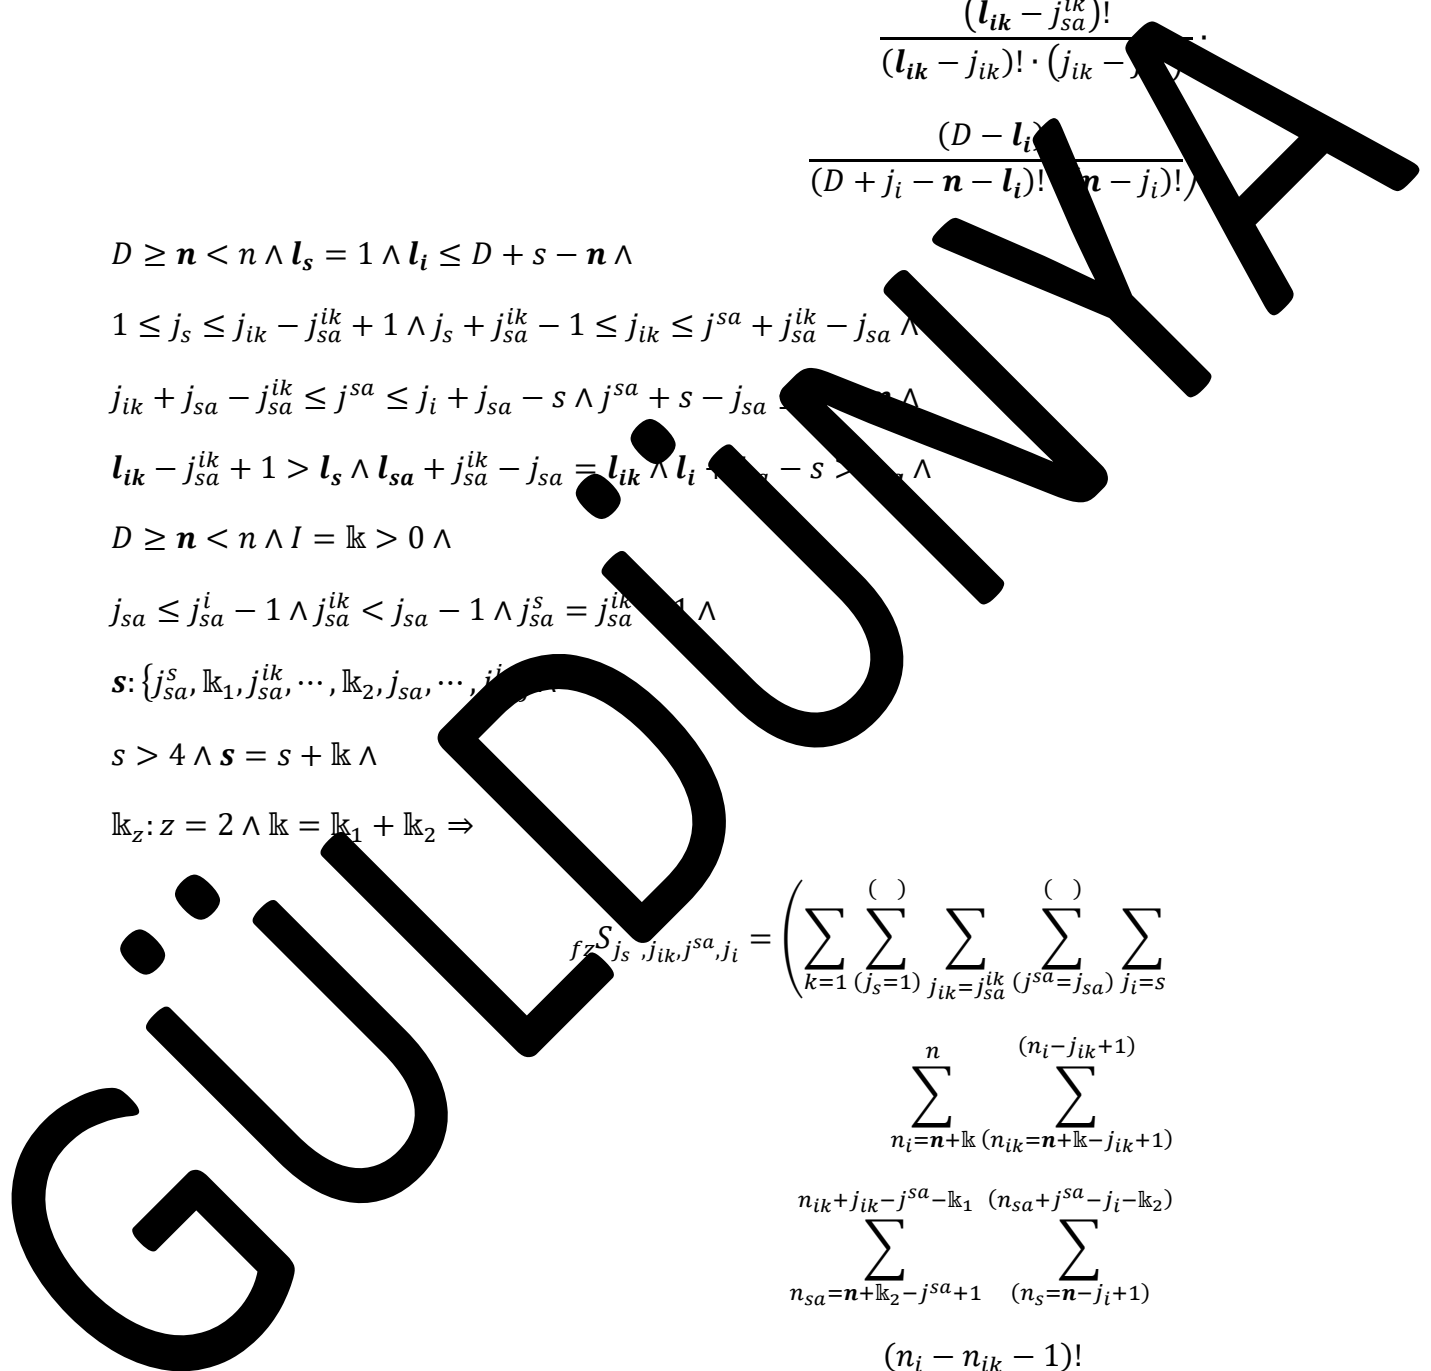 (l_ik − j_sa^ik)!
(l_ik − j_ik)! · (j_ik − j ) ·
(D − l_i)
(D + j_i − n − l_i)! n − j_i)!)
D ≥ n < n ∧ l_s = 1 ∧ l_i ≤ D + s − n ∧
1 ≤ j_s ≤ j_ik − j_sa^ik + 1 ∧ j_s + j_sa^ik − 1 ≤ j_ik ≤ j^sa + j_sa^ik − j_sa ∧
j_ik + j_sa − j_sa^ik ≤ j^sa ≤ j_i + j_sa − s ∧ j^sa + s − j_sa ≤ n ∧
l_ik − j_sa^ik + 1 > l_s ∧ l_sa + j_sa^ik − j_sa = l_ik ∧ l_i + − s > ∧
D ≥ n < n ∧ I = 𝕜 > 0 ∧
j_sa ≤ j_sa^i − 1 ∧ j_sa^ik < j_sa − 1 ∧ j_sa^s = j_sa^ik 1 ∧
s: {j_sa^s, 𝕜_1, j_sa^ik, ⋯ , 𝕜_2, j_sa, ⋯ , ∧
s > 4 ∧ s = s + 𝕜 ∧
𝕜_z: z = 2 ∧ 𝕜 = 𝕜_1 + 𝕜_2 ⇒
( ) ( )
_fz S_{j_s ,j_ik,j^sa,j_i} = ( ∑ ∑ ∑ ∑ ∑
k=1 (j_s=1) j_ik=j_sa^ik (j^sa=j_sa) j_i=s
n (n_i−j_ik+1)
∑ ∑
n_i=n+𝕜 (n_ik=n+𝕜−j_ik+1)
n_ik+j_ik−j^sa−𝕜_1 (n_sa+j^sa−j_i−𝕜_2)
∑ ∑
n_sa=n+𝕜_2−j^sa+1 (n_s=n−j_i+1)
(n_i − n_ik − 1)!
GÜLDÜNYA